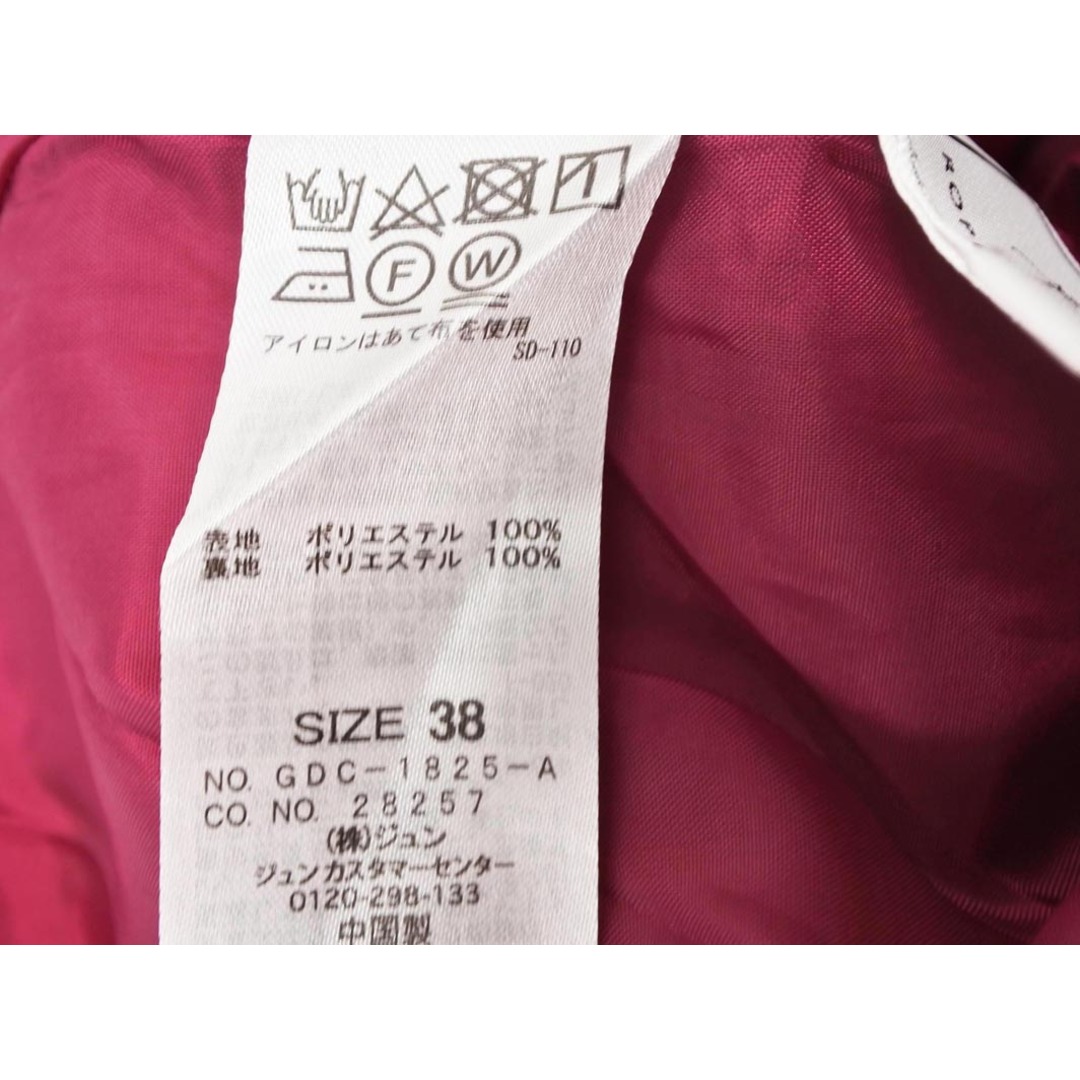 F W
アイロンはあて布を使用
SD-110
表地 ポリエステル 100%
裏地 ポリエステル 100%
SIZE 38
NO. GDC-1825-A
CO. NO. 28257
(株)ジュン
ジュンカスタマーセンター
0120-298-133
中国製